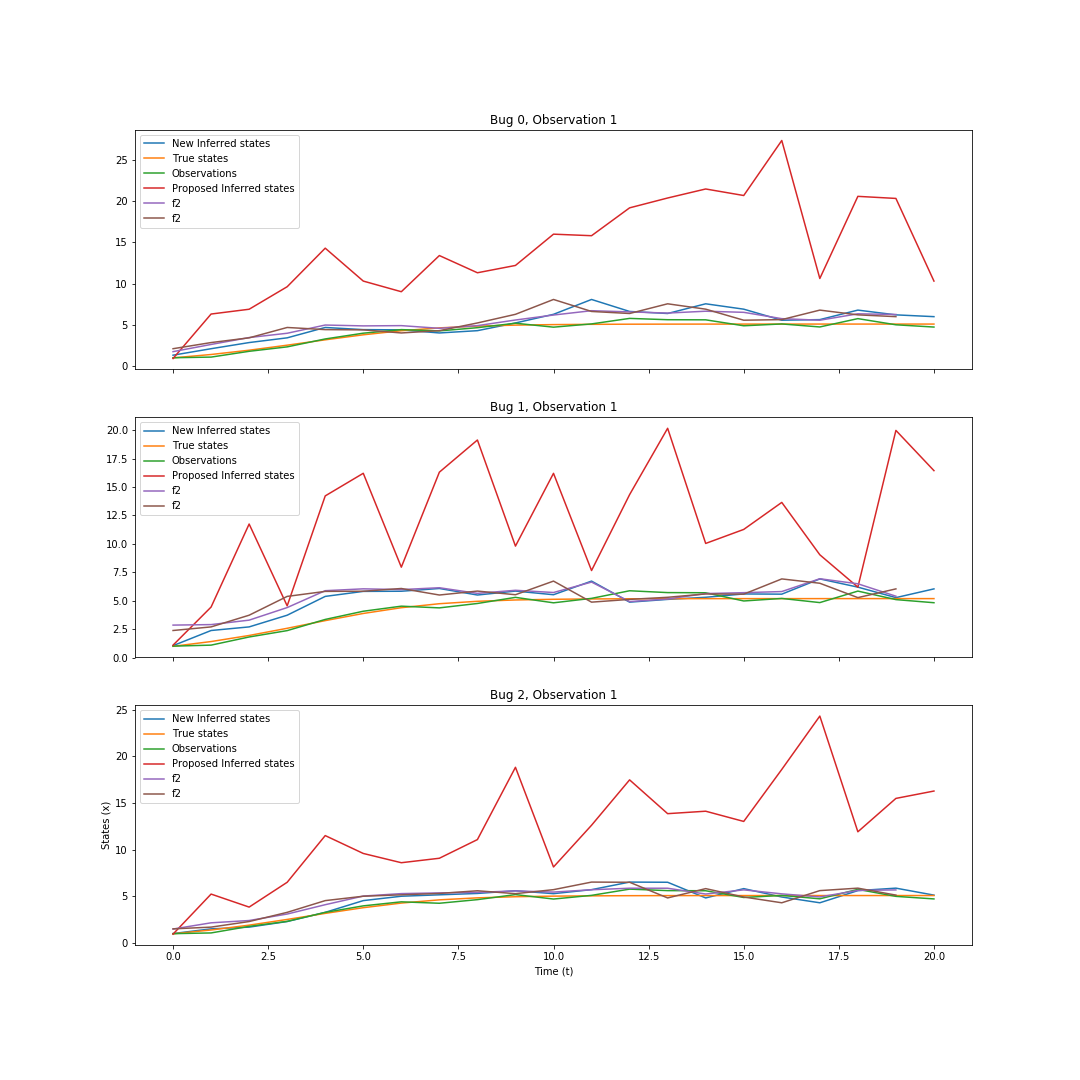 Bug 0, Observation 1
New Inferred states
True states
Observations
Proposed Inferred states
f2
f2
25
20
15
10
5
0
Bug 1, Observation 1
New Inferred states
True states
Observations
Proposed Inferred states
f2
f2
20.0
17.5
15.0
12.5
10.0
7.5
5.0
2.5
0.0
Bug 2, Observation 1
New Inferred states
True states
Observations
Proposed Inferred states
f2
f2
25
20
15
10
5
0
States (x)
0.0 2.5 5.0 7.5 10.0 12.5 15.0 17.5 20.0
Time (t)